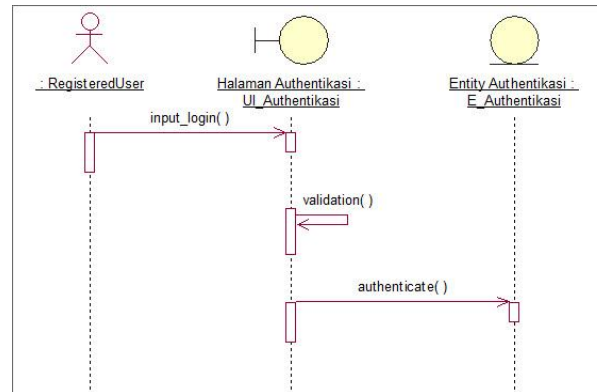 : RegisteredUser
Halaman Authentikasi :
UI_Authentikasi
Entity Authentikasi :
E_Authentikasi
input_login( )
validation( )
authenticate( )